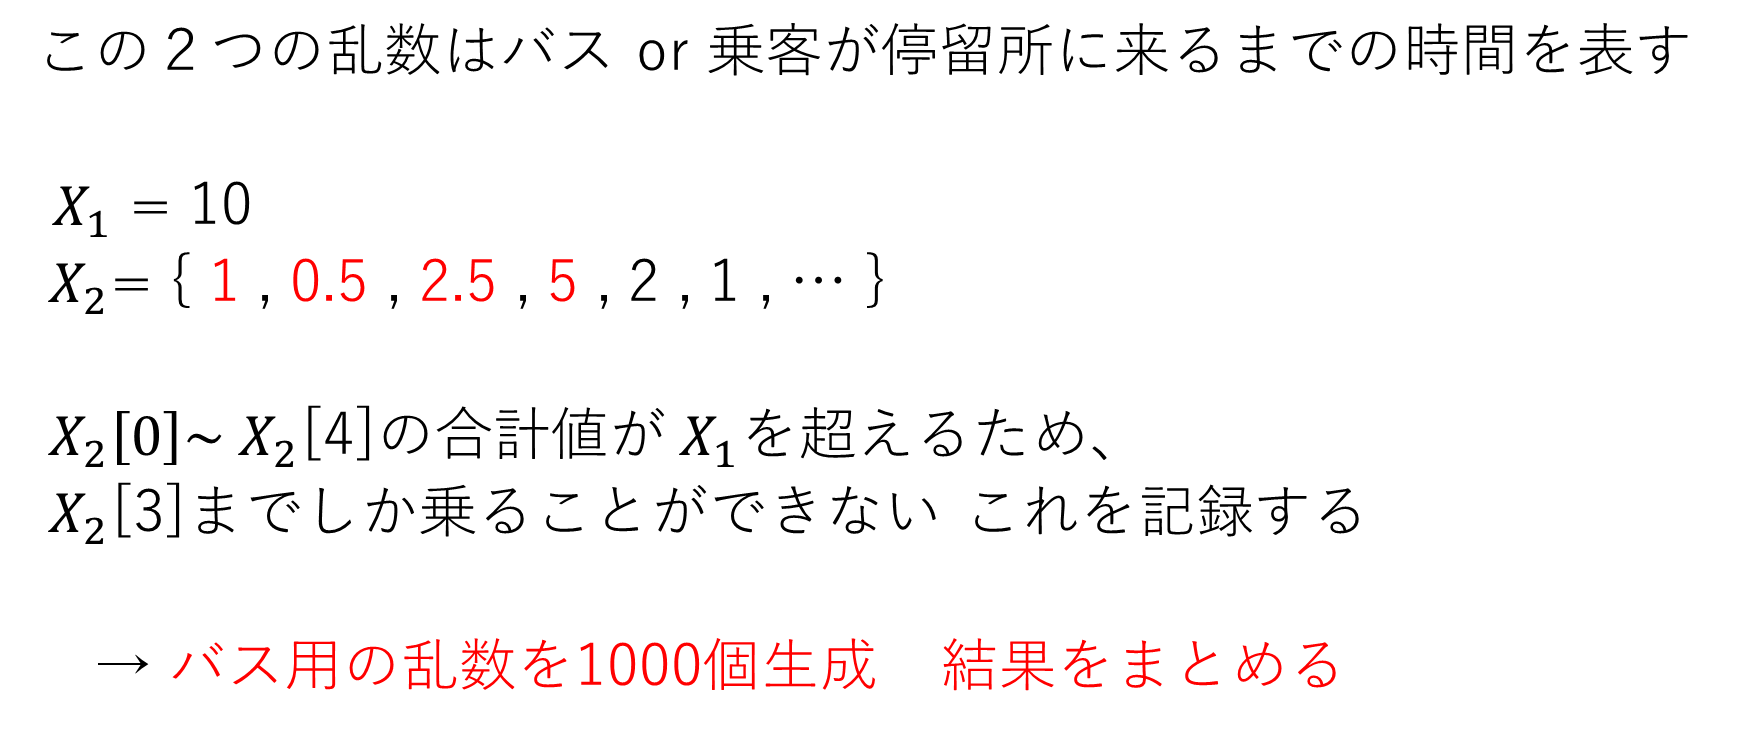 この2つの乱数はバス or 乗客が停留所に来るまでの時間を表す
X₁ = 10
X₂= { 1 , 0.5 , 2.5 , 5 , 2 , 1 , ⋯ }
X₂[0]~ X₂[4]の合計値がX₁を超えるため、
X₂[3]までしか乗ることができない これを記録する
→ バス用の乱数を1000個生成　結果をまとめる